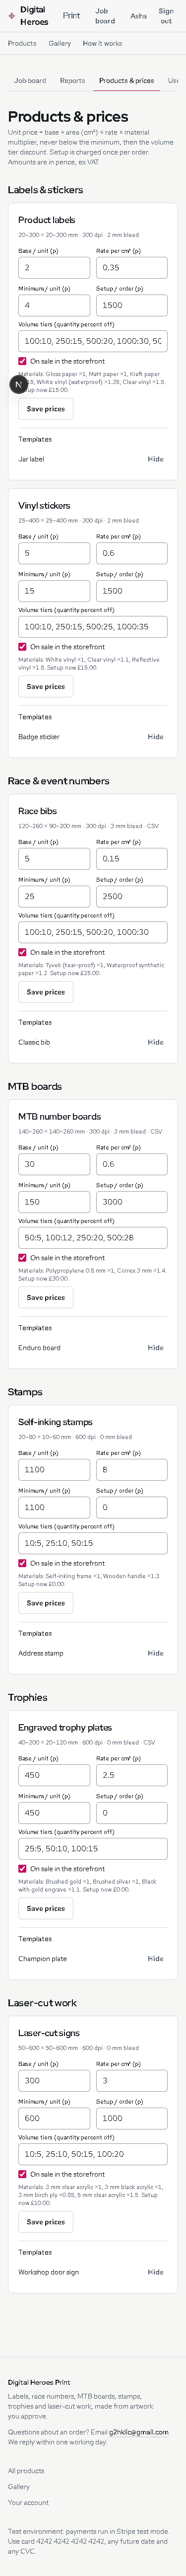 Digital Heroes
Print
Job board
Asha
Sign out
Products
Gallery
How it works
Job board
Reports
Products & prices
Products & prices
Unit price = base + area (cm²) × rate × material
multiplier, never below the minimum, then the volume
tier discount. Setup is charged once per order.
Amounts are in pence, ex VAT.
Labels & stickers
Product labels
20–300 × 20–300 mm · 300 dpi · 2 mm bleed
Base / unit (p)
Rate per cm² (p)
2
0.35
Minimum / unit (p)
Setup / order (p)
4
1500
Volume tiers (quantity:percent off)
100:10, 250:15, 500:20, 1000:30, 50
On sale in the storefront
Materials: Gloss paper ×1, Matt paper ×1, Kraft paper
White vinyl (waterproof) ×1.35, Clear vinyl ×1.5.
now £15.00.
Save prices
Templates
Jar label
Hide
Vinyl stickers
25–400 × 25–400 mm · 300 dpi · 2 mm bleed
Base / unit (p)
Rate per cm² (p)
5
0.6
Minimum / unit (p)
Setup / order (p)
15
1500
Volume tiers (quantity:percent off)
100:10, 250:15, 500:25, 1000:35
On sale in the storefront
Materials: White vinyl ×1, Clear vinyl ×1.1, Reflective
vinyl ×1.8. Setup now £15.00.
Save prices
Templates
Badge sticker
Hide
Race & event numbers
Race bibs
120–260 × 90–200 mm · 300 dpi · 3 mm bleed · CSV
Base / unit (p)
Rate per cm² (p)
5
0.15
Minimum / unit (p)
Setup / order (p)
25
2500
Volume tiers (quantity:percent off)
100:10, 250:15, 500:20, 1000:30
On sale in the storefront
Materials: Tyvek (tear-proof) ×1, Waterproof synthetic
paper ×1.2. Setup now £25.00.
Save prices
Templates
Classic bib
Hide
MTB boards
MTB number boards
140–260 × 140–260 mm · 300 dpi · 3 mm bleed · CSV
Base / unit (p)
Rate per cm² (p)
30
0.6
Minimum / unit (p)
Setup / order (p)
150
3000
Volume tiers (quantity:percent off)
50:5, 100:12, 250:20, 500:28
On sale in the storefront
Materials: Polypropylene 0.8 mm ×1, Correx 3 mm ×1.4.
Setup now £30.00.
Save prices
Templates
Enduro board
Hide
Stamps
Self-inking stamps
20–80 × 10–60 mm · 600 dpi · 0 mm bleed
Base / unit (p)
Rate per cm² (p)
1100
8
Minimum / unit (p)
Setup / order (p)
1100
0
Volume tiers (quantity:percent off)
10:5, 25:10, 50:15
On sale in the storefront
Materials: Self-inking frame ×1, Wooden handle ×1.3.
Setup now £0.00.
Save prices
Templates
Address stamp
Hide
Trophies
Engraved trophy plates
40–200 × 20–120 mm · 600 dpi · 0 mm bleed · CSV
Base / unit (p)
Rate per cm² (p)
450
2.5
Minimum / unit (p)
Setup / order (p)
450
0
Volume tiers (quantity:percent off)
25:5, 50:10, 100:15
On sale in the storefront
Materials: Brushed gold ×1, Brushed silver ×1, Black
with gold engrave ×1.1. Setup now £0.00.
Save prices
Templates
Champion plate
Hide
Laser-cut work
Laser-cut signs
50–600 × 50–600 mm · 600 dpi · 0 mm bleed
Base / unit (p)
Rate per cm² (p)
300
3
Minimum / unit (p)
Setup / order (p)
600
1000
Volume tiers (quantity:percent off)
10:5, 25:10, 50:15, 100:20
On sale in the storefront
Materials: 3 mm clear acrylic ×1, 3 mm black acrylic ×1,
3 mm birch ply ×0.85, 5 mm clear acrylic ×1.5. Setup
now £10.00.
Save prices
Templates
Workshop door sign
Hide
Digital Heroes Print
Labels, race numbers, MTB boards, stamps,
trophies and laser-cut work, made from artwork
you approve.
Questions about an order? Email g2hklic@gmail.com.
We reply within one working day.
All products
Gallery
Your account
Test environment: payments run in Stripe test mode.
Use card 4242 4242 4242 4242, any future date and
any CVC.